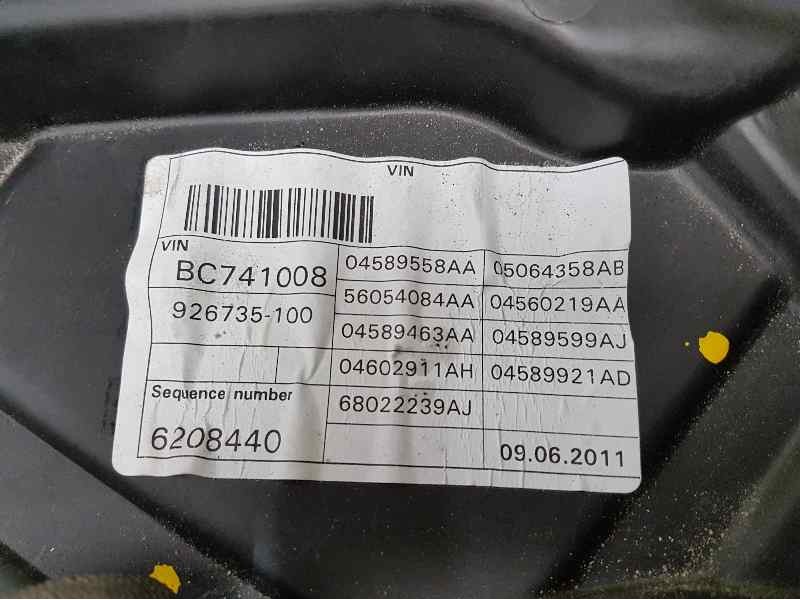 VIN
VIN
BC741008
04589558AA 05064358AB
926735-100
56054084AA 04560219AA
04589463AA 04589599AJ
04602911AH 04589921AD
Sequence number
68022239AJ
6208440
09.06.2011